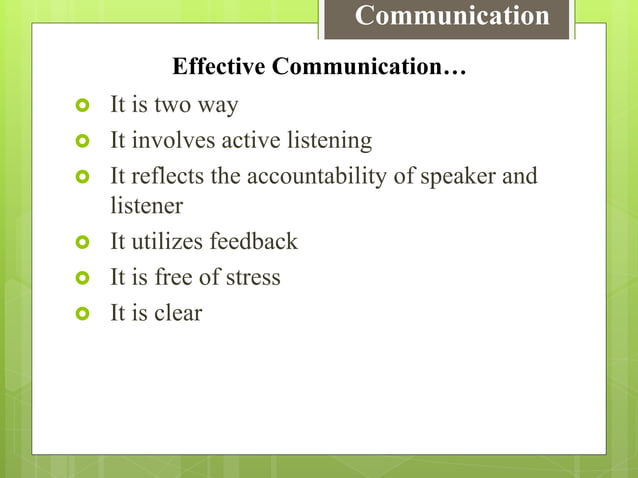 Communication
Effective Communication…
It is two way
It involves active listening
It reflects the accountability of speaker and
listener
It utilizes feedback
It is free of stress
It is clear